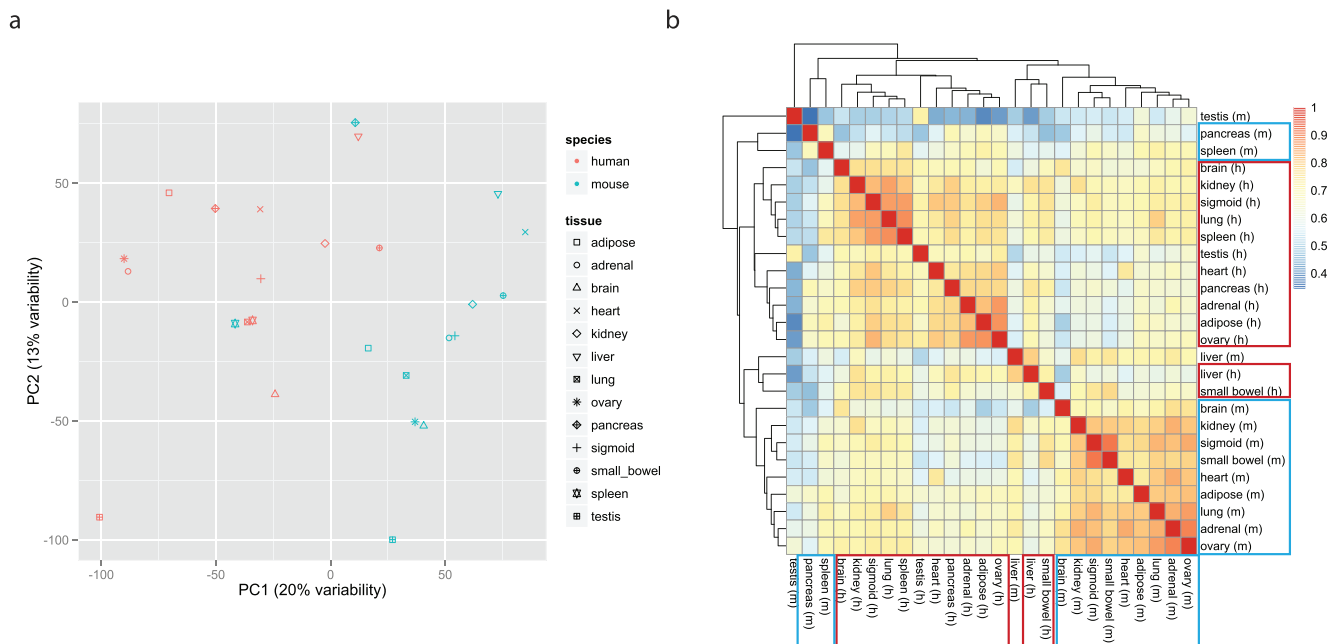 a
b
PC2 (13% variability)
50
0
-50
-100
-100
-50
0
50
PC1 (20% variability)
species
human
mouse
tissue
adipose
adrenal
brain
heart
kidney
liver
lung
ovary
pancreas
sigmoid
small_bowel
spleen
testis
testis (m)
pancreas (m)
spleen (m)
brain (h)
kidney (h)
sigmoid (h)
lung (h)
spleen (h)
testis (h)
heart (h)
pancreas (h)
adrenal (h)
adipose (h)
ovary (h)
liver (m)
liver (h)
small bowel (h)
brain (m)
kidney (m)
sigmoid (m)
small bowel (m)
heart (m)
adipose (m)
lung (m)
adrenal (m)
ovary (m)
1
0.9
0.8
0.7
0.6
0.5
0.4
testis (m)
pancreas (m)
spleen (m)
brain (h)
kidney (h)
sigmoid (h)
lung (h)
spleen (h)
testis (h)
heart (h)
pancreas (h)
adrenal (h)
adipose (h)
ovary (h)
liver (m)
liver (h)
small bowel (h)
brain (m)
kidney (m)
sigmoid (m)
small bowel (m)
heart (m)
adipose (m)
lung (m)
adrenal (m)
ovary (m)